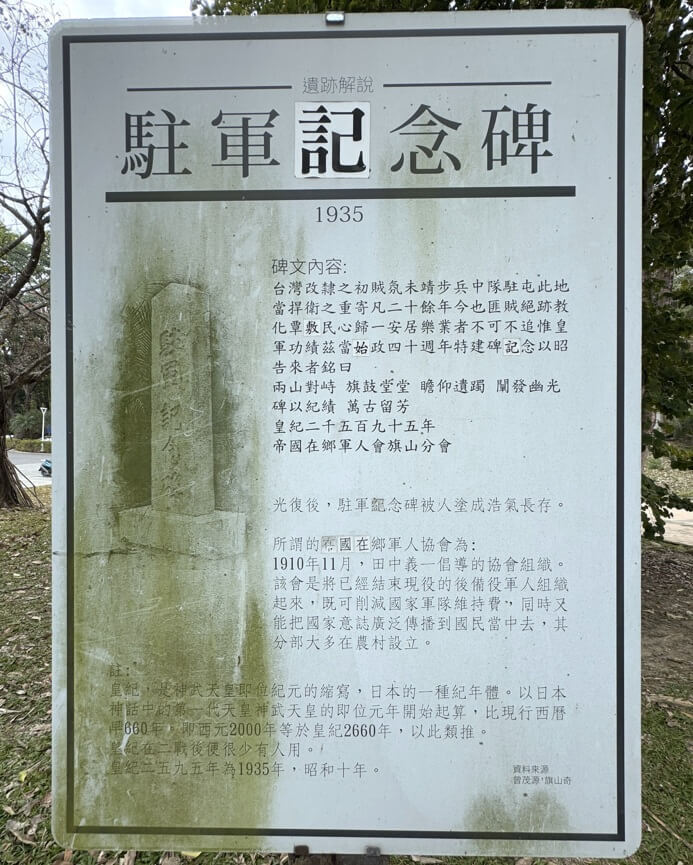 遺跡解說
駐軍記念碑
1935
碑文內容:
台灣改隸之初賊氛未靖步兵中隊駐屯此地
當捍衛之重寄凡二十餘年今也匪賊絕跡教
化覃敷民心歸一安居樂業者不可不追惟皇
軍功績茲當始政四十週年特建碑記念以昭
告來者銘曰
兩山對峙 旗鼓堂堂 瞻仰遺躅 闡發幽光
碑以紀績 萬古留芳
皇紀二千五百九十五年
帝國在鄉軍人會旗山分會
光復後，駐軍記念碑被人塗成浩氣長存。
所謂的帝國在鄉軍人協會為:
1910年11月，田中義一倡導的協會組織。
該會是將已經結束現役的後備役軍人組織
起來，既可削減國家軍隊維持費，同時又
能把國家意誌廣泛傳播到國民當中去，其
分部大多在農村設立。
註:
皇紀，是神武天皇即位紀元的縮寫，日本的一種紀年體。以日本
神話中的第一代天皇神武天皇的即位元年開始起算，比現行西曆
早660年，即西元2000年等於皇紀2660年，以此類推。
皇紀在二戰後便很少有人用。
皇紀二五九五年為1935年，昭和十年。
資料來源
曾茂源，旗山奇